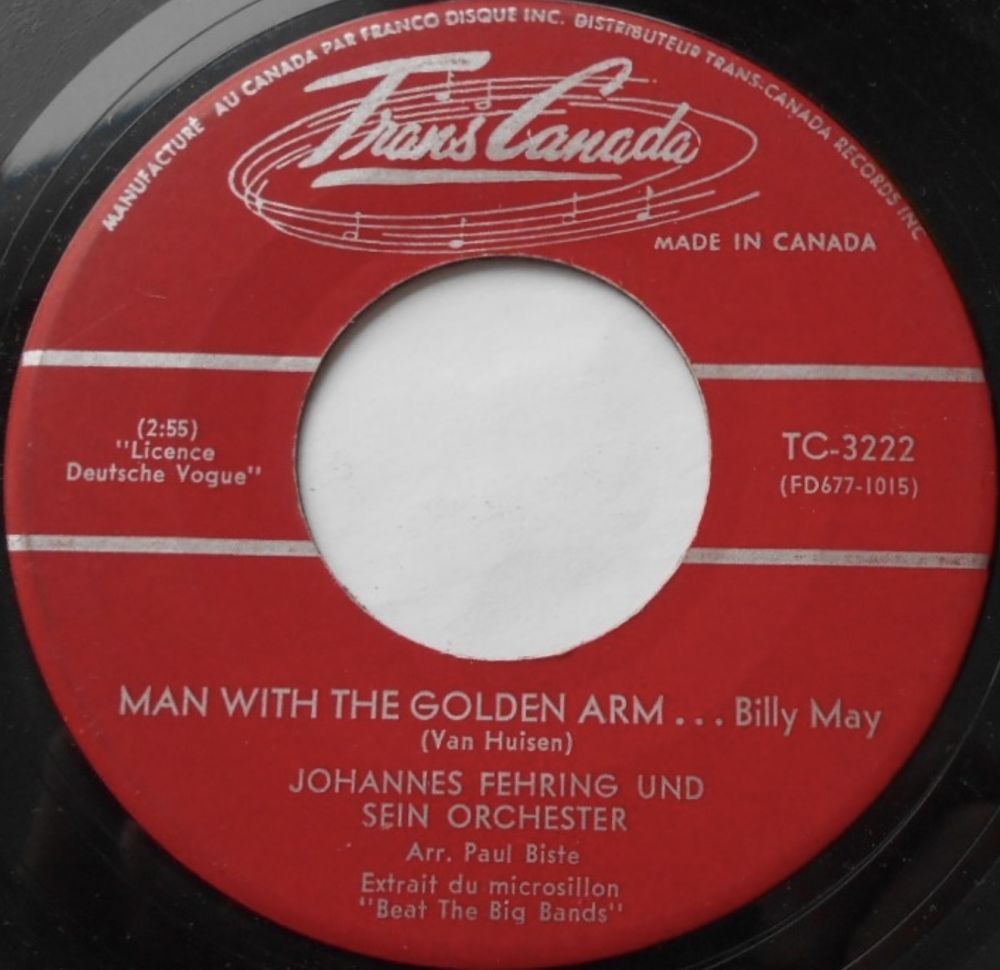 MANUFACTURÉ AU CANADA PAR FRANCO DISQUE INC. DISTRIBUTEUR TRANS-CANADA RECORDS INC
Trans Canada
MADE IN CANADA
(2:55)
"Licence
Deutsche Vogue"
TC-3222
(FD677-1015)
MAN WITH THE GOLDEN ARM... Billy May
(Van Huisen)
JOHANNES FEHRING UND
SEIN ORCHESTER
Arr. Paul Biste
Extrait du microsillon
"Beat The Big Bands"